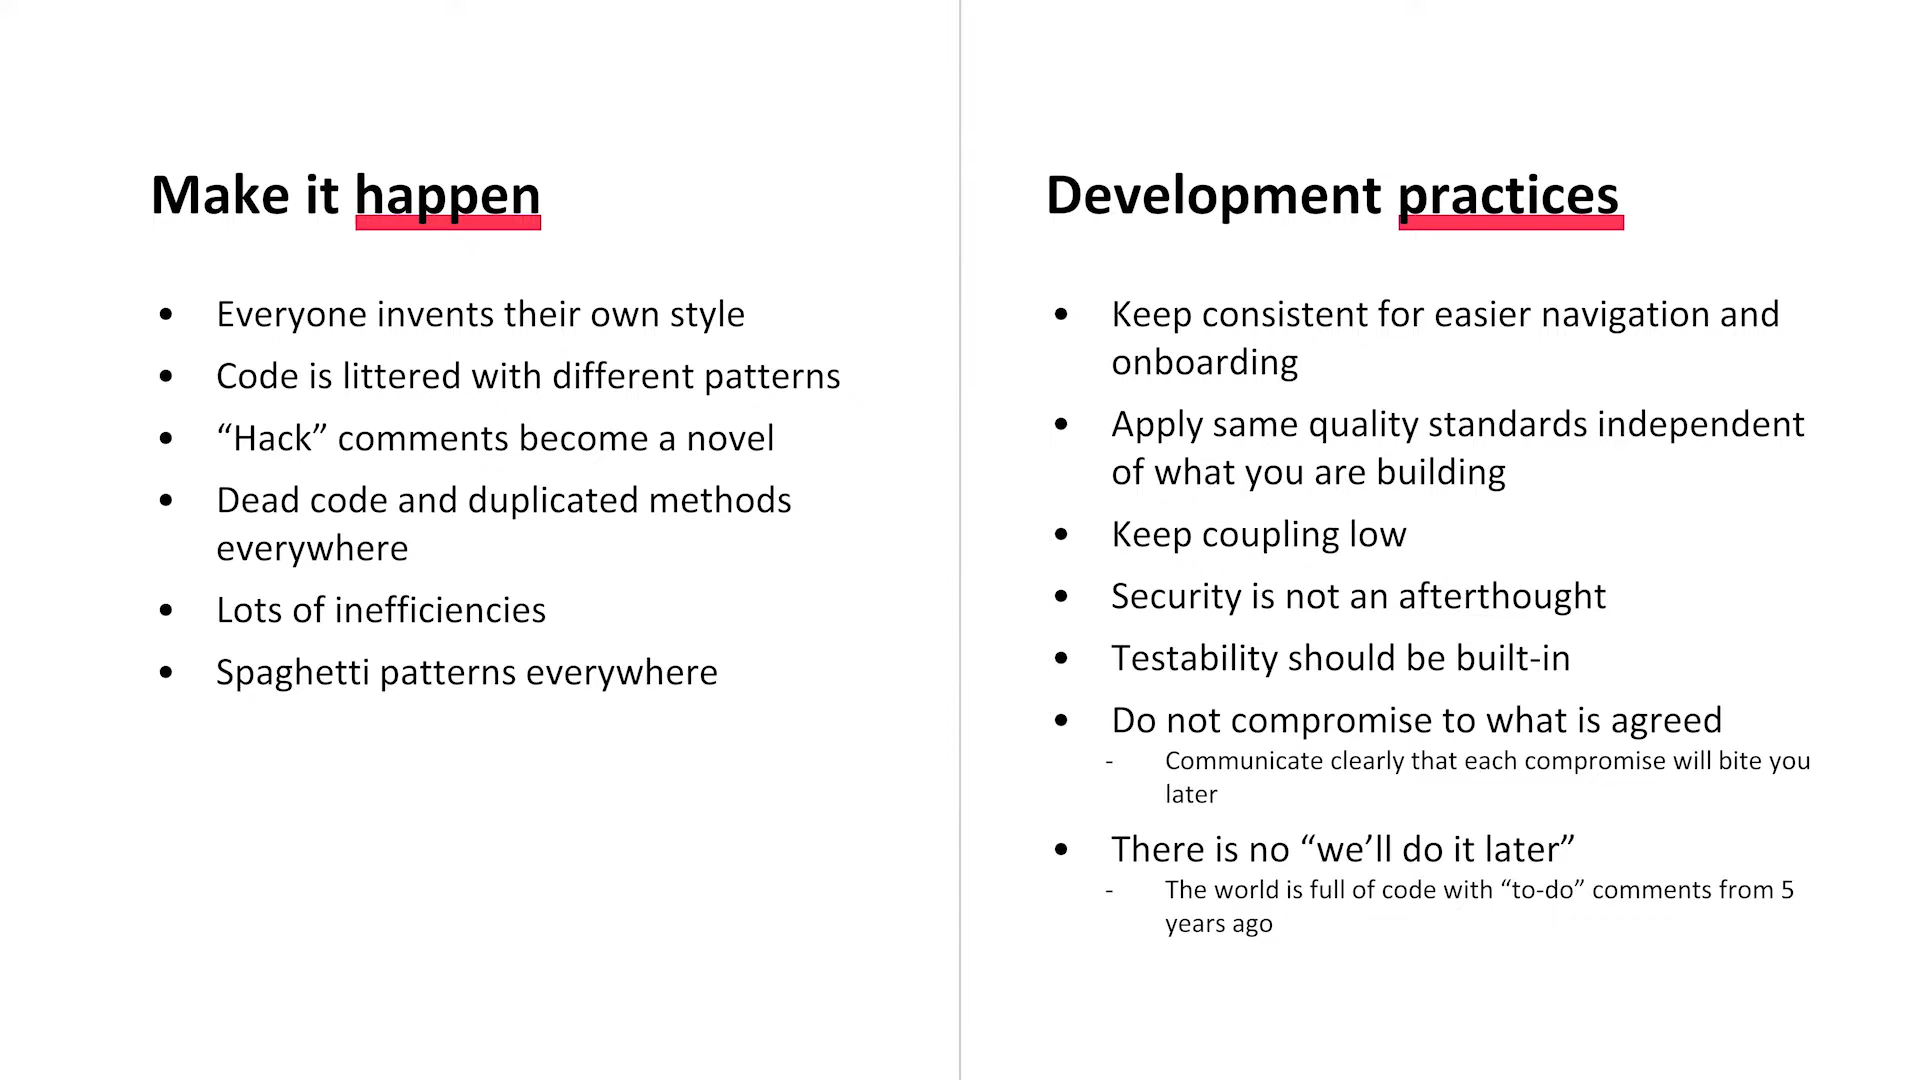 Make it happen
• Everyone invents their own style
• Code is littered with different patterns
• “Hack” comments become a novel
• Dead code and duplicated methods
everywhere
• Lots of inefficiencies
• Spaghetti patterns everywhere
Development practices
• Keep consistent for easier navigation and
onboarding
• Apply same quality standards independent
of what you are building
• Keep coupling low
• Security is not an afterthought
• Testability should be built-in
• Do not compromise to what is agreed
- Communicate clearly that each compromise will bite you
later
• There is no “we’ll do it later”
- The world is full of code with “to-do” comments from 5
years ago